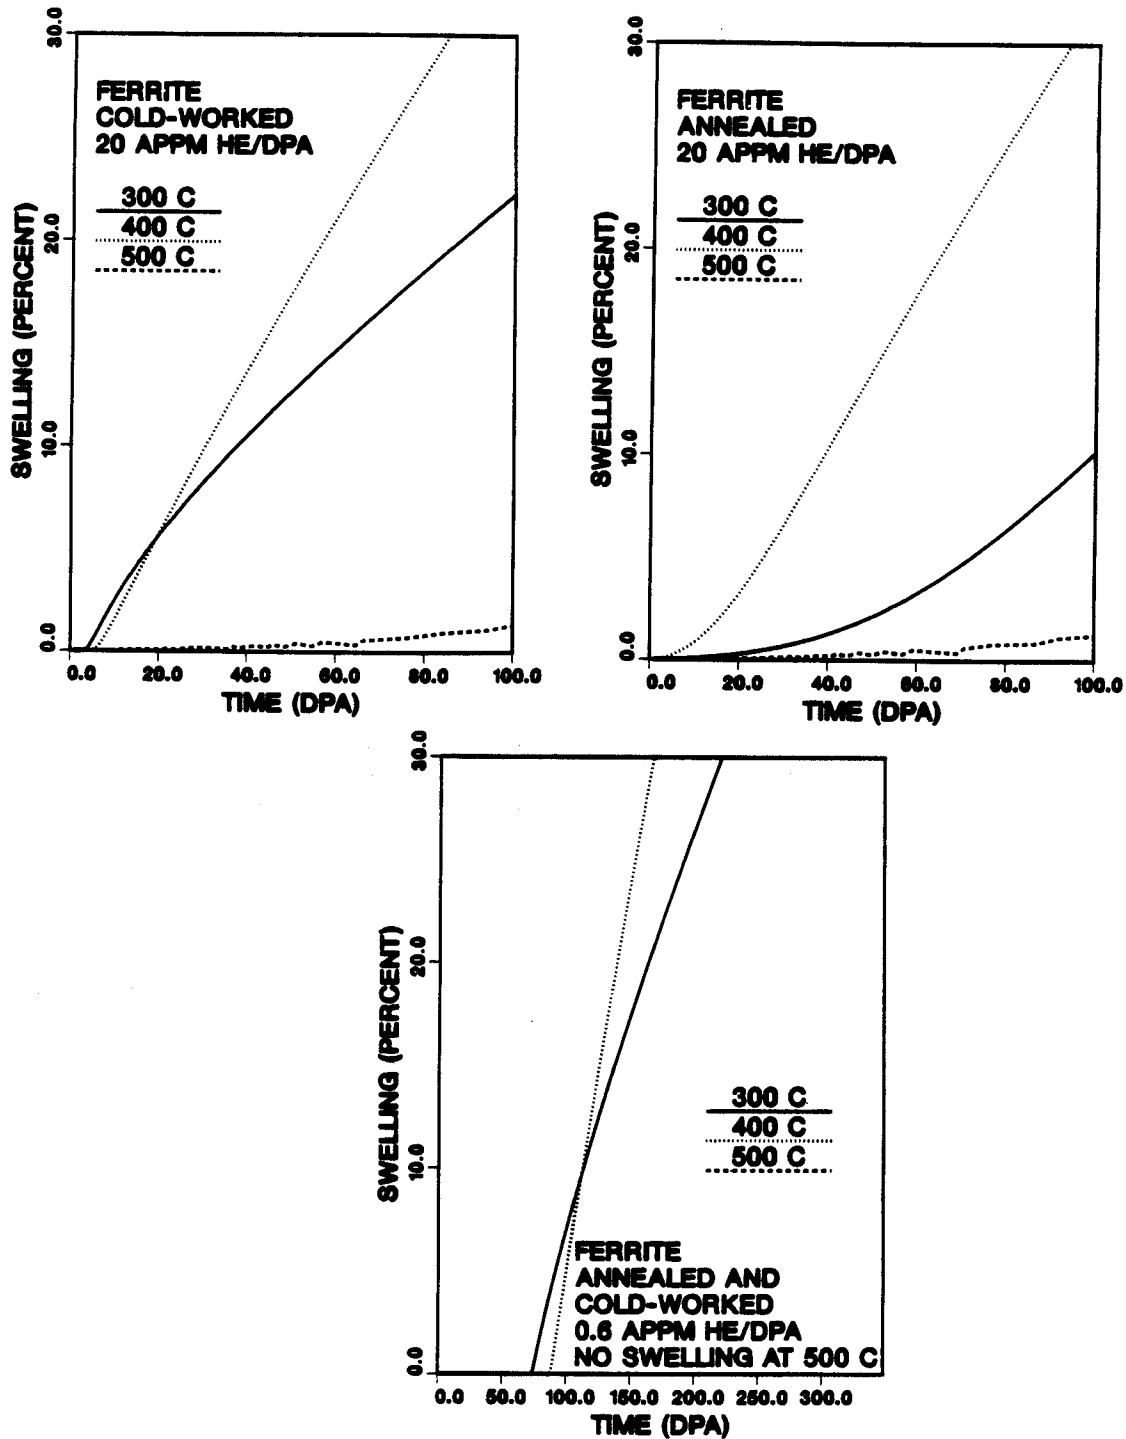 30.0
20.0
10.0
0.0
SWELLING (PERCENT)
FERRITE
COLD-WORKED
20 APPM HE/DPA
300 C
400 C
500 C
0.0 20.0 40.0 60.0 80.0 100.0
TIME (DPA)
30.0
20.0
10.0
0.0
SWELLING (PERCENT)
FERRITE
ANNEALED
20 APPM HE/DPA
300 C
400 C
500 C
0.0 20.0 40.0 60.0 80.0 100.0
TIME (DPA)
30.0
20.0
10.0
0.0
SWELLING (PERCENT)
300 C
400 C
500 C
FERRITE
ANNEALED AND
COLD-WORKED
0.6 APPM HE/DPA
NO SWELLING AT 500 C
0.0 50.0 100.0 150.0 200.0 250.0 300.0
TIME (DPA)